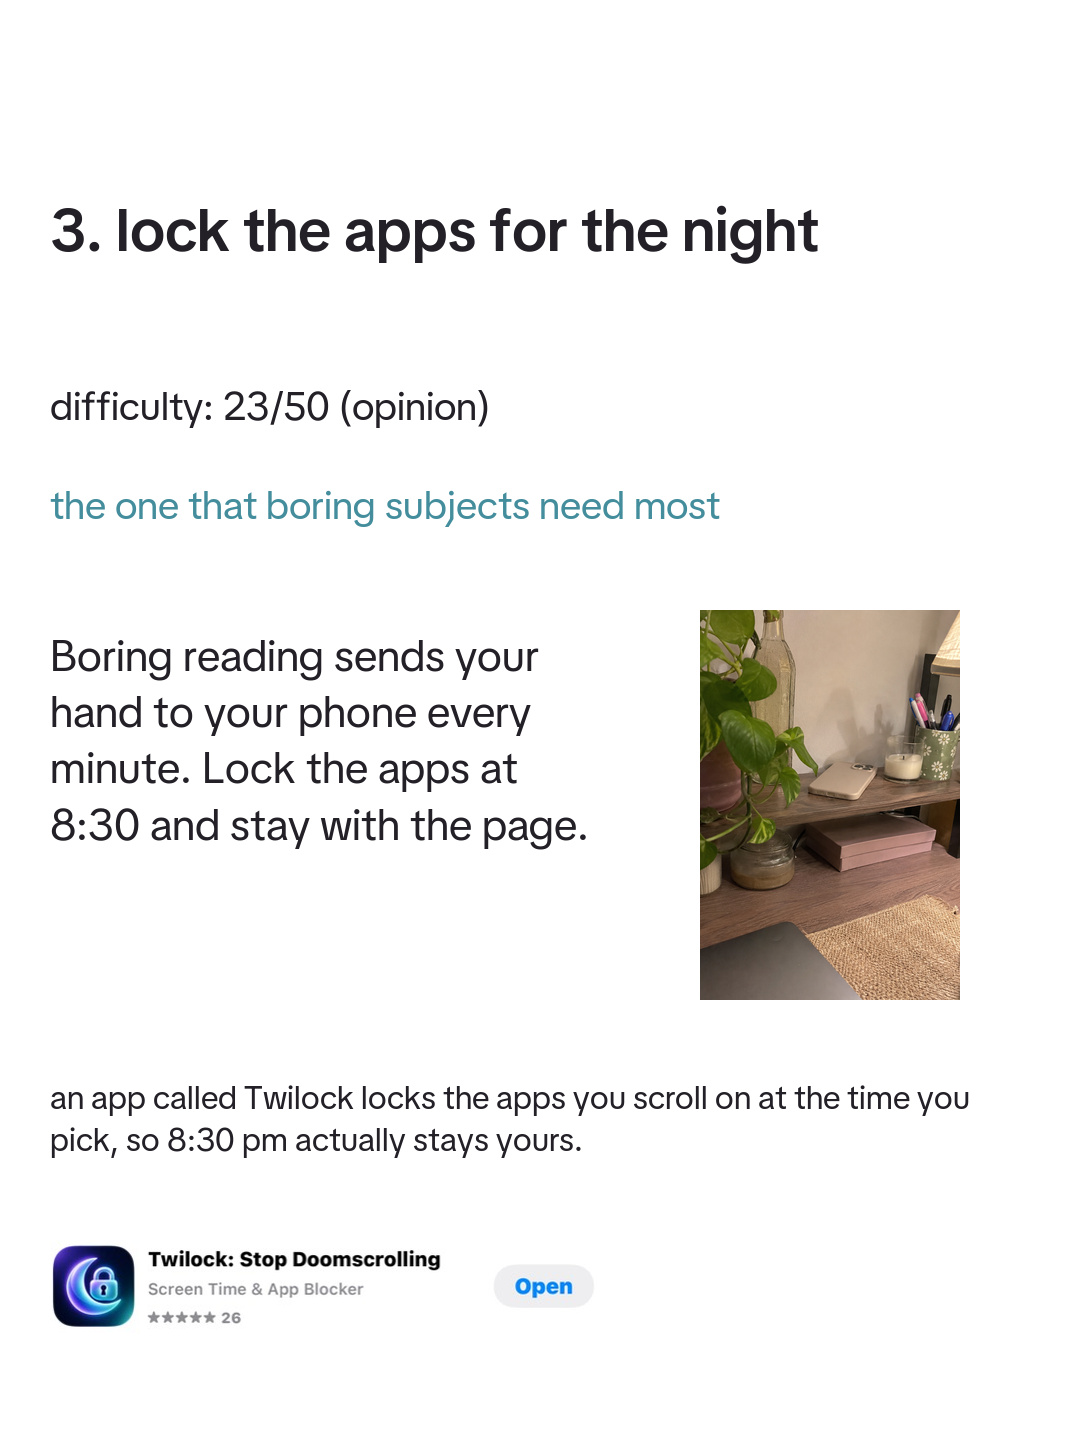 3. lock the apps for the night
difficulty: 23/50 (opinion)
the one that boring subjects need most
Boring reading sends your
hand to your phone every
minute. Lock the apps at
8:30 and stay with the page.
an app called Twilock locks the apps you scroll on at the time you
pick, so 8:30 pm actually stays yours.
Twilock: Stop Doomscrolling
Screen Time & App Blocker
★★★★★ 26
Open